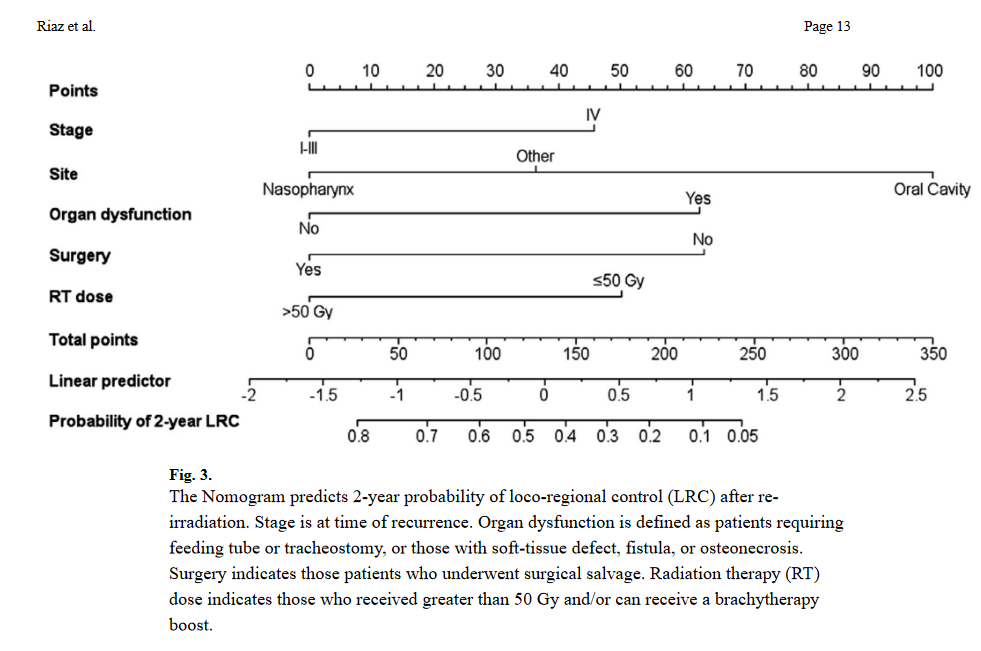 Riaz et al. Page 13
0 10 20 30 40 50 60 70 80 90 100
Points
IV
Stage
I-III
Other
Site
Nasopharynx Oral Cavity
Yes
Organ dysfunction
No
No
Surgery
Yes
≤50 Gy
RT dose
>50 Gy
Total points
0 50 100 150 200 250 300 350
Linear predictor
-2 -1.5 -1 -0.5 0 0.5 1 1.5 2 2.5
Probability of 2-year LRC
0.8 0.7 0.6 0.5 0.4 0.3 0.2 0.1 0.05
Fig. 3.
The Nomogram predicts 2-year probability of loco-regional control (LRC) after re-
irradiation. Stage is at time of recurrence. Organ dysfunction is defined as patients requiring
feeding tube or tracheostomy, or those with soft-tissue defect, fistula, or osteonecrosis.
Surgery indicates those patients who underwent surgical salvage. Radiation therapy (RT)
dose indicates those who received greater than 50 Gy and/or can receive a brachytherapy
boost.